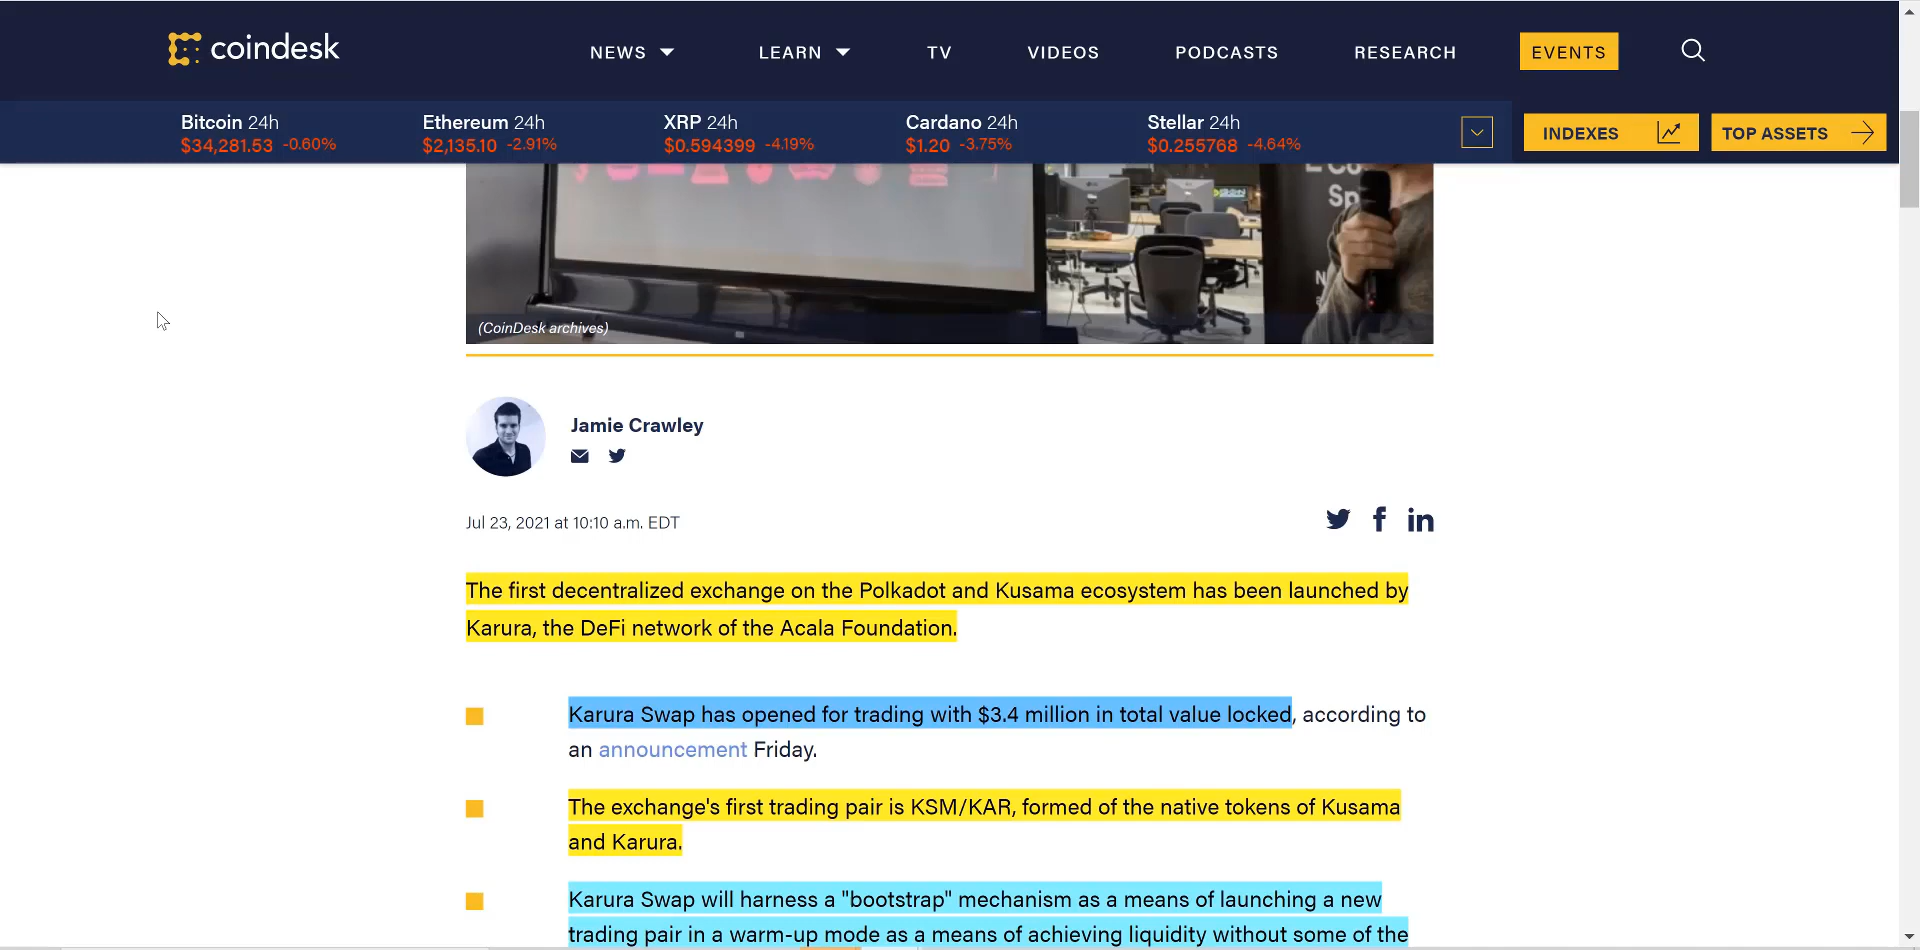 coindesk
NEWS
LEARN
TV
VIDEOS
PODCASTS
RESEARCH
EVENTS
Bitcoin 24h
$34,281.53 -0.60%
Ethereum 24h
$2,135.10 -2.91%
XRP 24h
$0.594399 -4.19%
Cardano 24h
$1.20 -3.75%
Stellar 24h
$0.255768 -4.64%
INDEXES
TOP ASSETS
Sp
(CoinDesk archives)
Jamie Crawley
Jul 23, 2021 at 10:10 a.m. EDT
The first decentralized exchange on the Polkadot and Kusama ecosystem has been launched by
Karura, the DeFi network of the Acala Foundation.
Karura Swap has opened for trading with $3.4 million in total value locked, according to
an announcement Friday.
The exchange's first trading pair is KSM/KAR, formed of the native tokens of Kusama
and Karura.
Karura Swap will harness a "bootstrap" mechanism as a means of launching a new
trading pair in a warm-up mode as a means of achieving liquidity without some of the